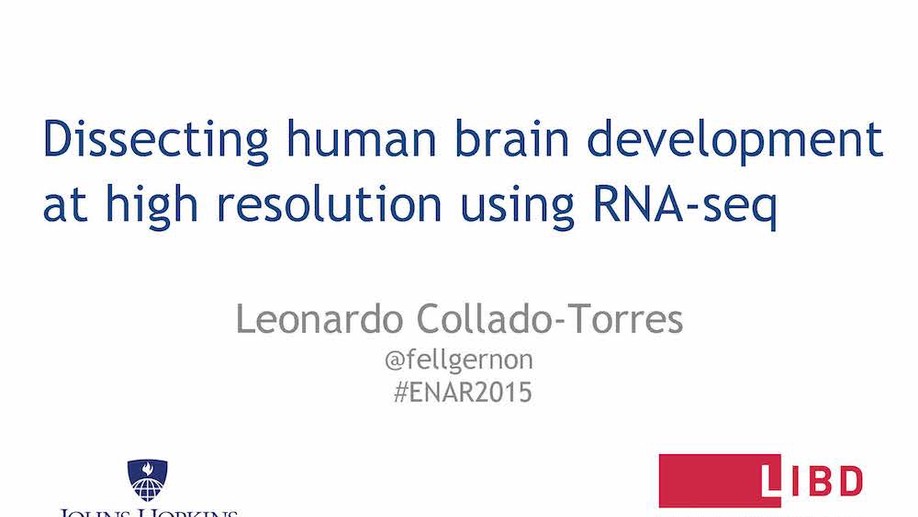 Dissecting human brain development
at high resolution using RNA-seq
Leonardo Collado-Torres
@fellgernon
#ENAR2015
JOHNS HOPKINS
LIBD